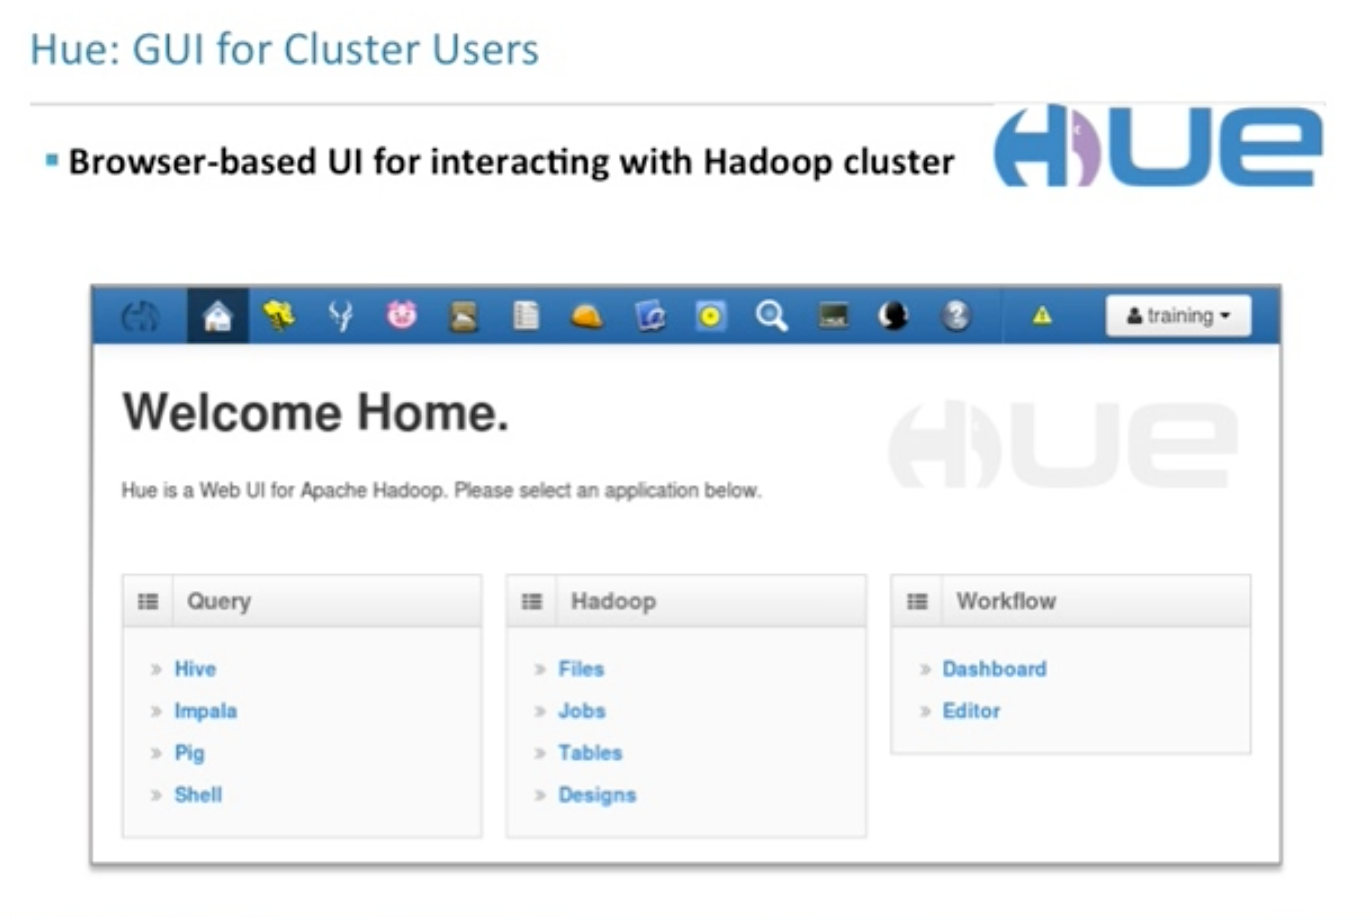 Hue: GUI for Cluster Users
▪ Browser-based UI for interacting with Hadoop cluster
HUE
training
Welcome Home.
HUE
Hue is a Web UI for Apache Hadoop. Please select an application below.
Query
» Hive
» Impala
» Pig
» Shell
Hadoop
» Files
» Jobs
» Tables
» Designs
Workflow
» Dashboard
» Editor